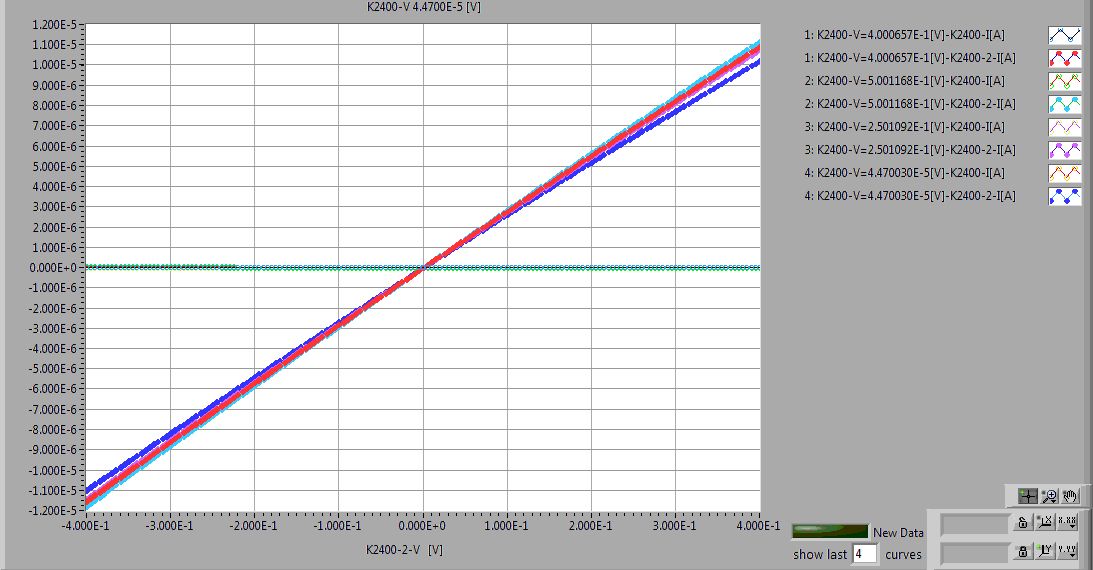 K2400-V 4.4700E-5 [V]
1.200E-5
1.100E-5
1.000E-5
9.000E-6
8.000E-6
7.000E-6
6.000E-6
5.000E-6
4.000E-6
3.000E-6
2.000E-6
1.000E-6
0.000E+0
-1.000E-6
-2.000E-6
-3.000E-6
-4.000E-6
-5.000E-6
-6.000E-6
-7.000E-6
-8.000E-6
-9.000E-6
-1.000E-5
-1.100E-5
-1.200E-5
-4.000E-1 -3.000E-1 -2.000E-1 -1.000E-1 0.000E+0 1.000E-1 2.000E-1 3.000E-1 4.000E-1
K2400-2-V [V]
1: K2400-V=4.000657E-1[V]-K2400-I[A]
1: K2400-V=4.000657E-1[V]-K2400-2-I[A]
2: K2400-V=5.001168E-1[V]-K2400-I[A]
2: K2400-V=5.001168E-1[V]-K2400-2-I[A]
3: K2400-V=2.501092E-1[V]-K2400-I[A]
3: K2400-V=2.501092E-1[V]-K2400-2-I[A]
4: K2400-V=4.470030E-5[V]-K2400-I[A]
4: K2400-V=4.470030E-5[V]-K2400-2-I[A]
New Data
show last 4 curves
X X.XX
Y Y.YY